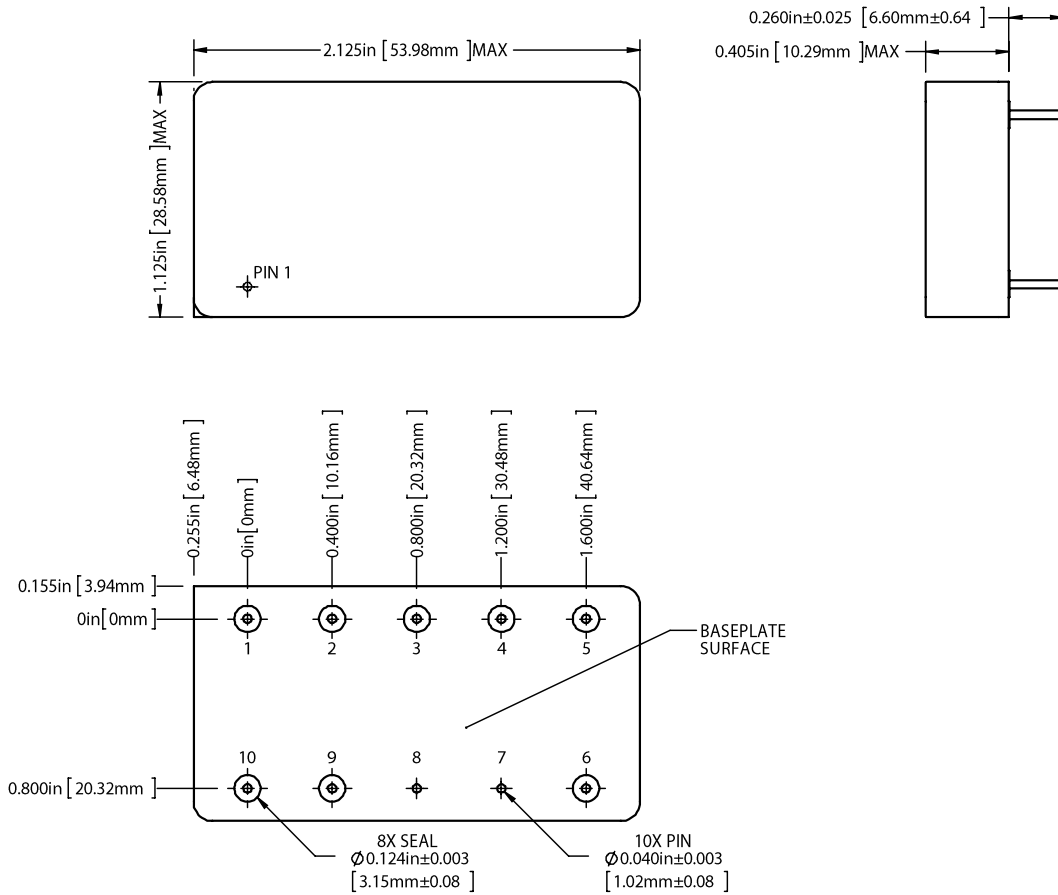 0.260in±0.025 [6.60mm±0.64 ]
2.125in [ 53.98mm ]MAX
0.405in [ 10.29mm ]MAX
1.125in [ 28.58mm ]MAX
PIN 1
0.255in [ 6.48mm ]
0in[0mm ]
0.400in [ 10.16mm ]
0.800in [ 20.32mm ]
1.200in [ 30.48mm ]
1.600in [ 40.64mm ]
0.155in [ 3.94mm ]
0in[0mm ]
1 2 3 4 5
BASEPLATE
SURFACE
10 9 8 7 6
0.800in [ 20.32mm ]
8X SEAL
Ø0.124in±0.003
[ 3.15mm±0.08 ]
10X PIN
Ø0.040in±0.003
[ 1.02mm±0.08 ]